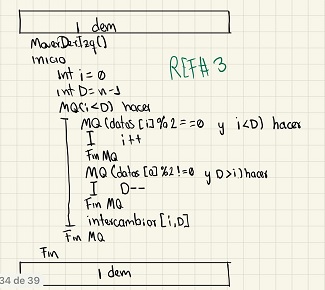 1 dem
MoverDerIzq()
inicio
int i = 0
REF# 3
int D = n-1
MQ(i<D) hacer
MQ (datos [i]%2 == 0 y i<D) hacer
i++
Fin MQ
MQ (datos [D]%2!=0 y D>i) hacer
D--
Fin MQ
intercambior [i,D]
Fin MQ
Fin
34 de 39
1 dem